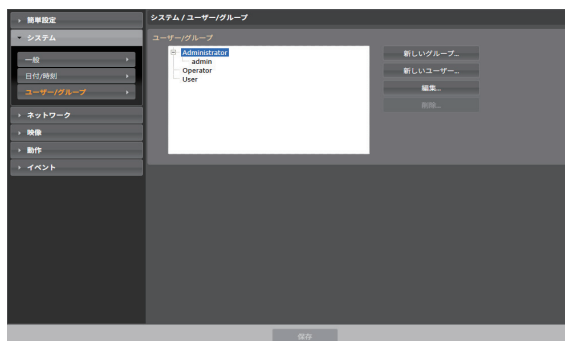 簡単設定
システム
一般
日付/時刻
ユーザー/グループ
ネットワーク
映像
動作
イベント
システム / ユーザー/グループ
ユーザー/グループ
Administrator
admin
Operator
User
新しいグループ...
新しいユーザー...
編集...
削除...
保存